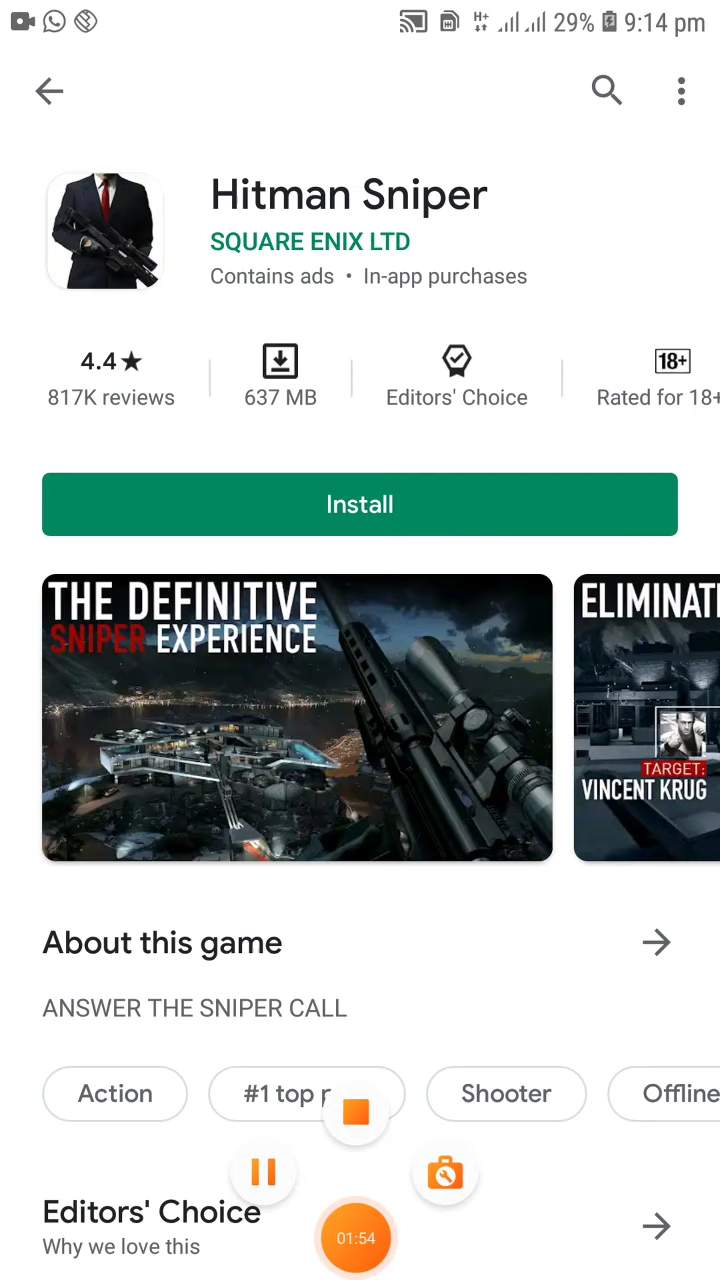 29% 9:14 pm
Hitman Sniper
SQUARE ENIX LTD
Contains ads • In-app purchases
4.4★
817K reviews
637 MB
Editors' Choice
18+
Rated for 18+
Install
THE DEFINITIVE
SNIPER EXPERIENCE
ELIMINAT
TARGET:
VINCENT KRUG
About this game
ANSWER THE SNIPER CALL
Action
#1 top
Shooter
Offline
Editors' Choice
Why we love this
01:54